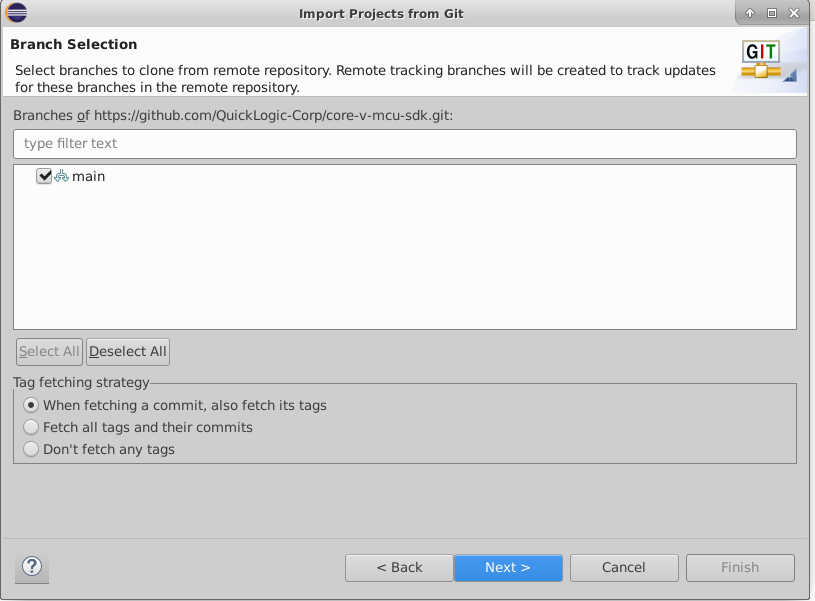 Import Projects from Git
Branch Selection
GIT
Select branches to clone from remote repository. Remote tracking branches will be created to track updates
for these branches in the remote repository.
Branches of https://github.com/QuickLogic-Corp/core-v-mcu-sdk.git:
type filter text
main
Select All Deselect All
Tag fetching strategy
When fetching a commit, also fetch its tags
Fetch all tags and their commits
Don't fetch any tags
? < Back Next > Cancel Finish